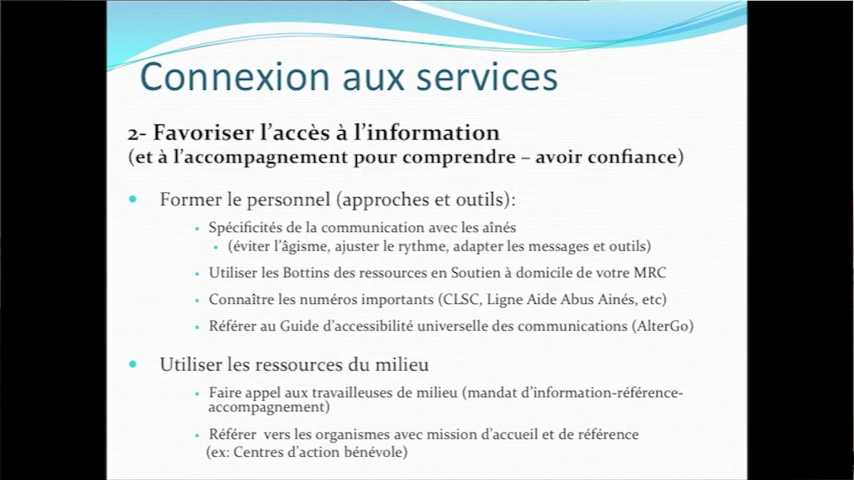 Connexion aux services
2- Favoriser l'accès à l'information
(et à l'accompagnement pour comprendre – avoir confiance)
• Former le personnel (approches et outils):
• Spécificités de la communication avec les aînés
• (éviter l'âgisme, ajuster le rythme, adapter les messages et outils)
• Utiliser les Bottins des ressources en Soutien à domicile de votre MRC
• Connaître les numéros importants (CLSC, Ligne Aide Abus Ainés, etc)
• Référer au Guide d'accessibilité universelle des communications (AlterGo)
• Utiliser les ressources du milieu
• Faire appel aux travailleuses de milieu (mandat d'information-référence-
accompagnement)
• Référer vers les organismes avec mission d'accueil et de référence
(ex: Centres d'action bénévole)